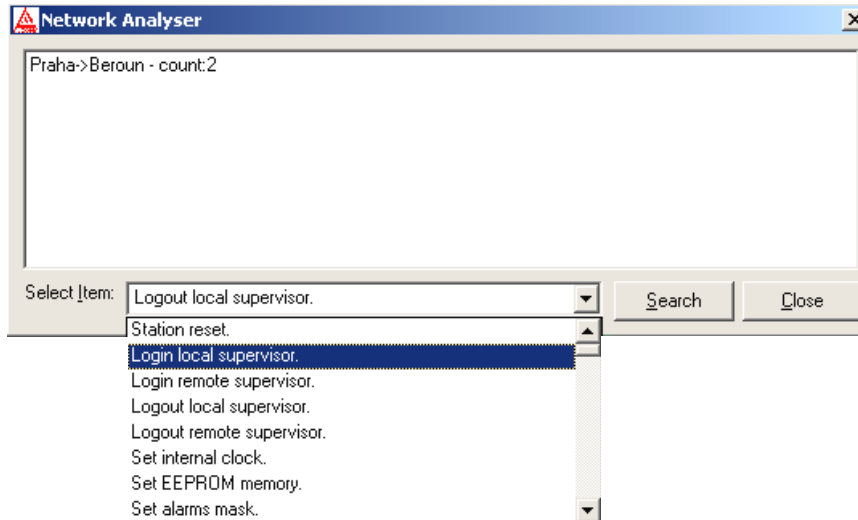 Network Analyser
Praha->Beroun - count:2
Select Item:
Logout local supervisor.
Search
Close
Station reset.
Login local supervisor.
Login remote supervisor.
Logout local supervisor.
Logout remote supervisor.
Set internal clock.
Set EEPROM memory.
Set alarms mask.